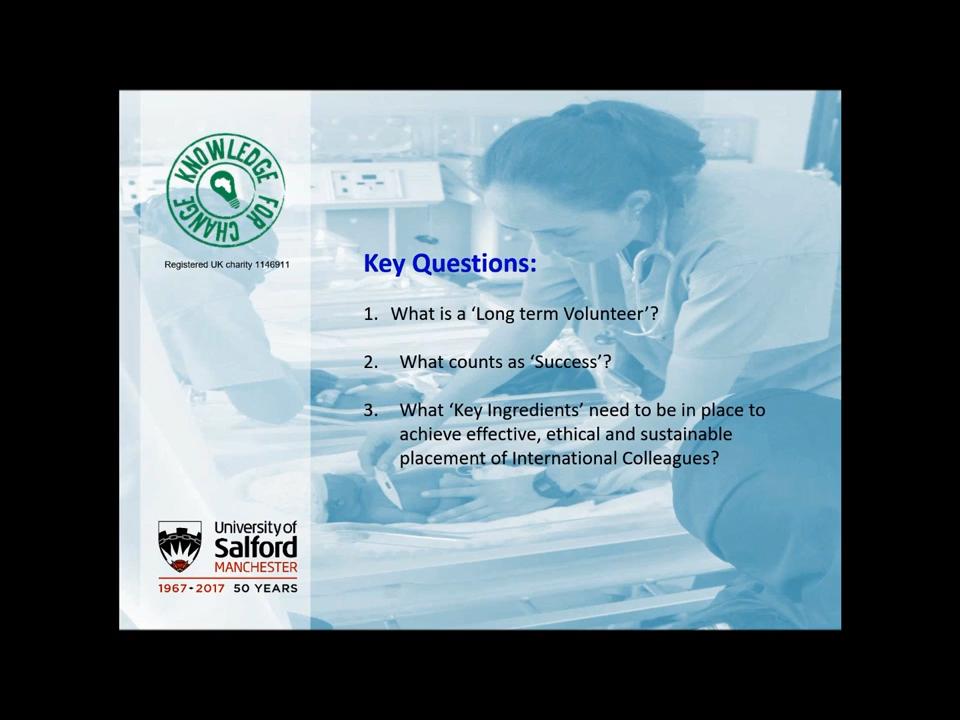 KNOWLEDGE FOR CHANGE
Registered UK charity 1146911
Key Questions:
1. What is a ‘Long term Volunteer’?
2. What counts as ‘Success’?
3. What ‘Key Ingredients’ need to be in place to
achieve effective, ethical and sustainable
placement of International Colleagues?
University of
Salford
MANCHESTER
1967-2017 50 YEARS